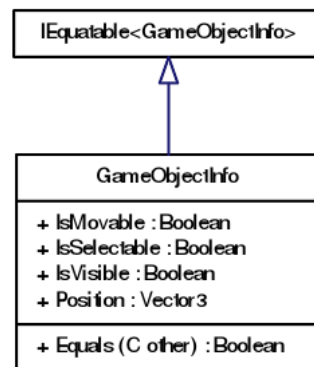 IEquatable<GameObjectInfo>
GameObjectInfo
+ IsMovable : Boolean
+ IsSelectable : Boolean
+ IsVisible : Boolean
+ Position : Vector3
+ Equals (C other) : Boolean